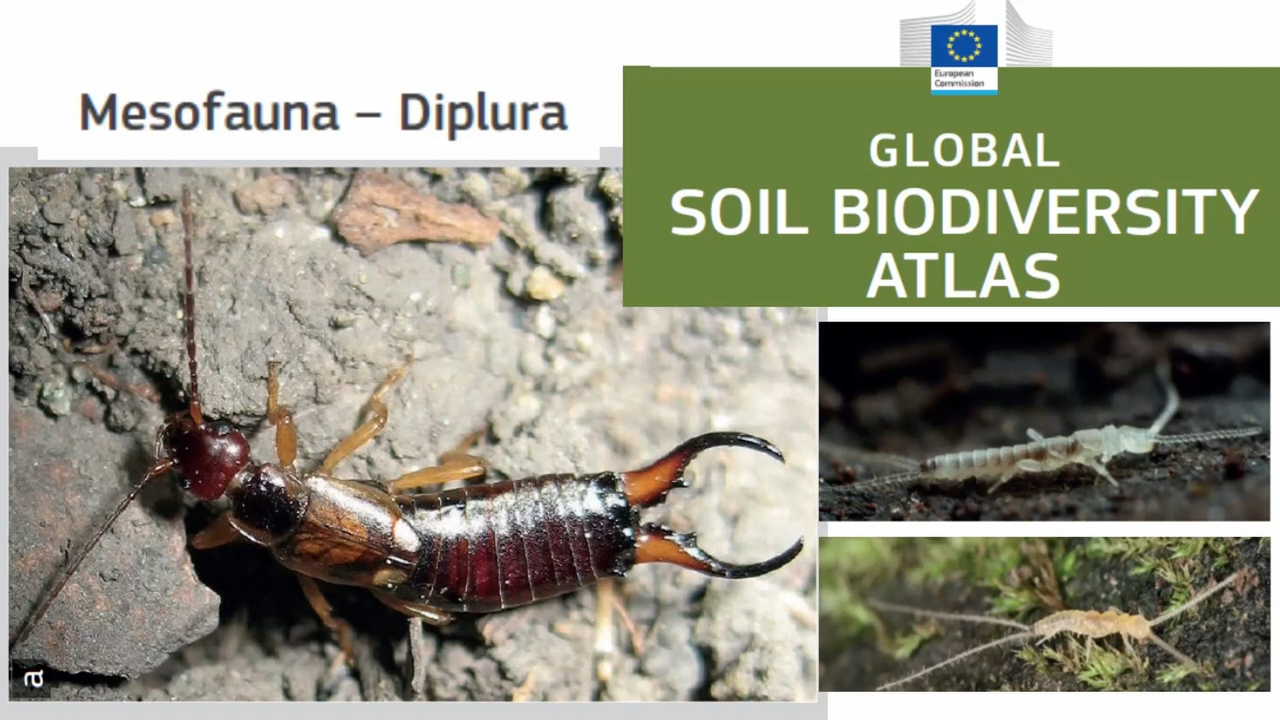 European
Commission
Mesofauna – Diplura
GLOBAL
SOIL BIODIVERSITY
ATLAS
a